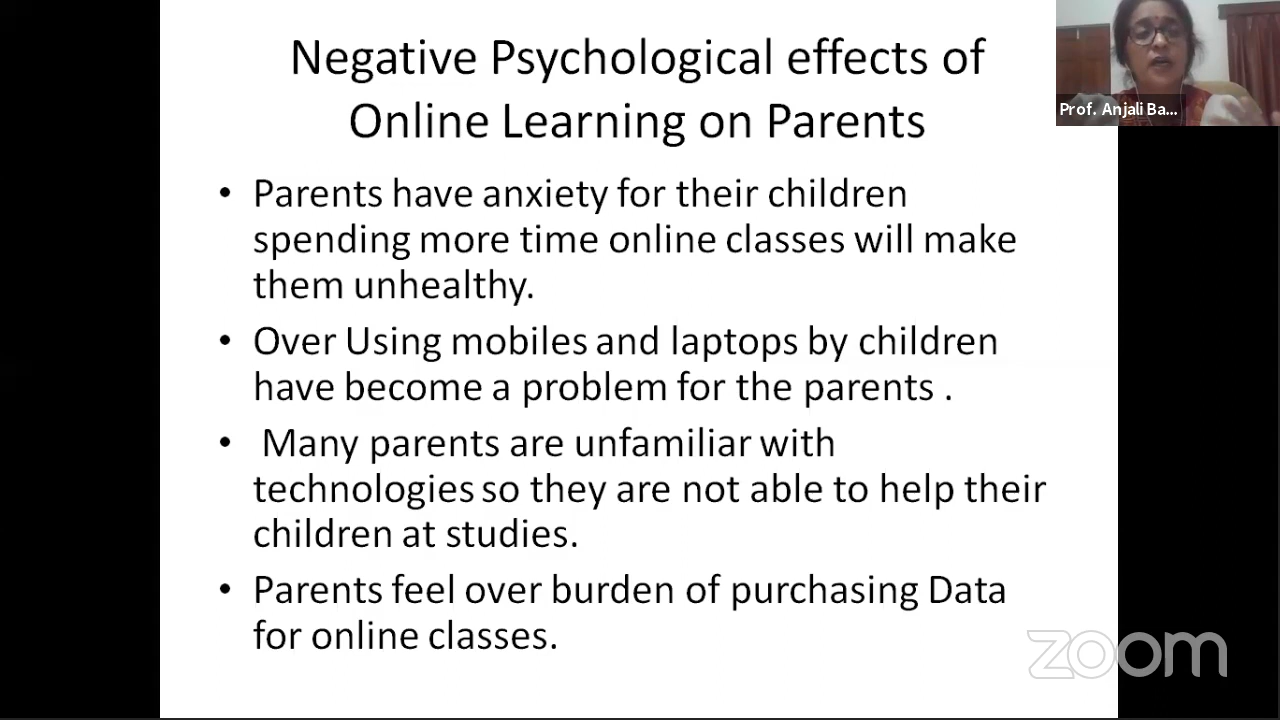 Negative Psychological effects of
Online Learning on Parents
• Parents have anxiety for their children
spending more time online classes will make
them unhealthy.
• Over Using mobiles and laptops by children
have become a problem for the parents .
• Many parents are unfamiliar with
technologies so they are not able to help their
children at studies.
• Parents feel over burden of purchasing Data
for online classes.
Prof. Anjali Ba...
zoom